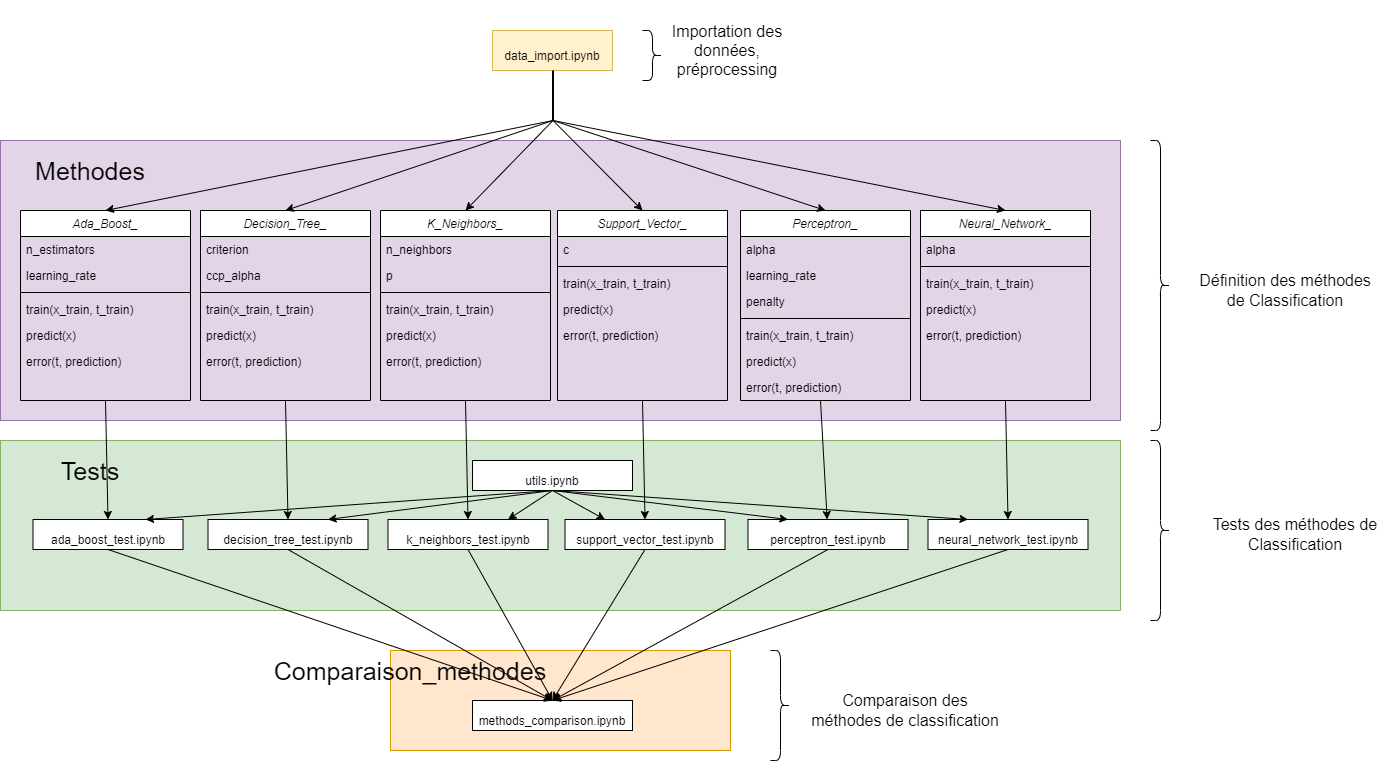 data_import.ipynb
Importation des
données,
préprocessing
Methodes
Ada_Boost_
n_estimators
learning_rate
train(x_train, t_train)
predict(x)
error(t, prediction)
Decision_Tree_
criterion
ccp_alpha
train(x_train, t_train)
predict(x)
error(t, prediction)
K_Neighbors_
n_neighbors
p
train(x_train, t_train)
predict(x)
error(t, prediction)
Support_Vector_
c
train(x_train, t_train)
predict(x)
error(t, prediction)
Perceptron_
alpha
learning_rate
penalty
train(x_train, t_train)
predict(x)
error(t, prediction)
Neural_Network_
alpha
train(x_train, t_train)
predict(x)
error(t, prediction)
Définition des méthodes
de Classification
Tests
utils.ipynb
ada_boost_test.ipynb
decision_tree_test.ipynb
k_neighbors_test.ipynb
support_vector_test.ipynb
perceptron_test.ipynb
neural_network_test.ipynb
Tests des méthodes de
Classification
Comparaison_methodes
methods_comparison.ipynb
Comparaison des
méthodes de classification